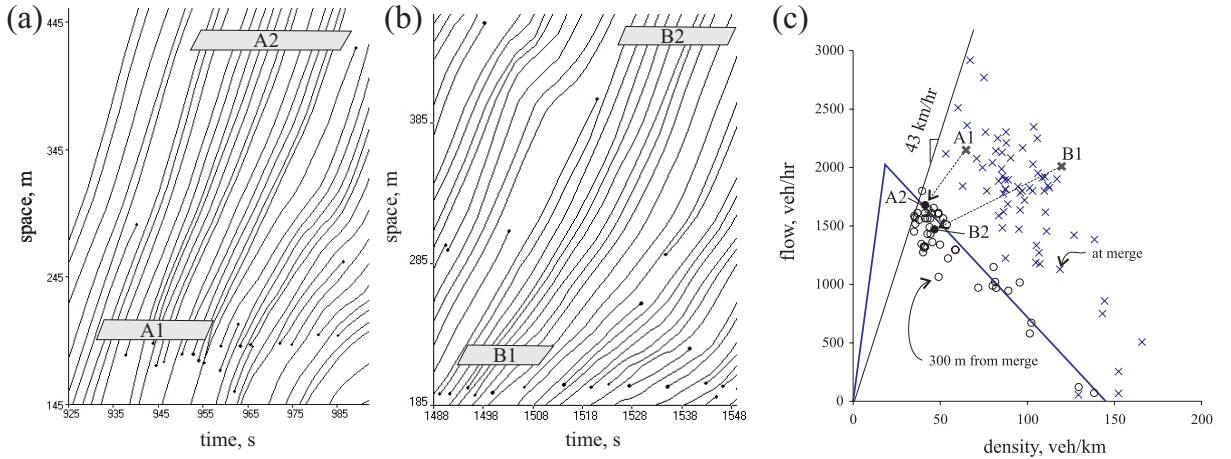 (a)
445
A2
345
space, m
245
A1
145
925 935 945 955 965 975 985
time, s
(b)
B2
385
285
B1
185
1488 1498 1508 1518 1528 1538 1548
time, s
(c)
3000
2500
2000
1500
1000
500
0
flow, veh/hr
43 km/hr
A1
B1
A2
B2
at merge
300 m from merge
0 50 100 150 200
density, veh/km